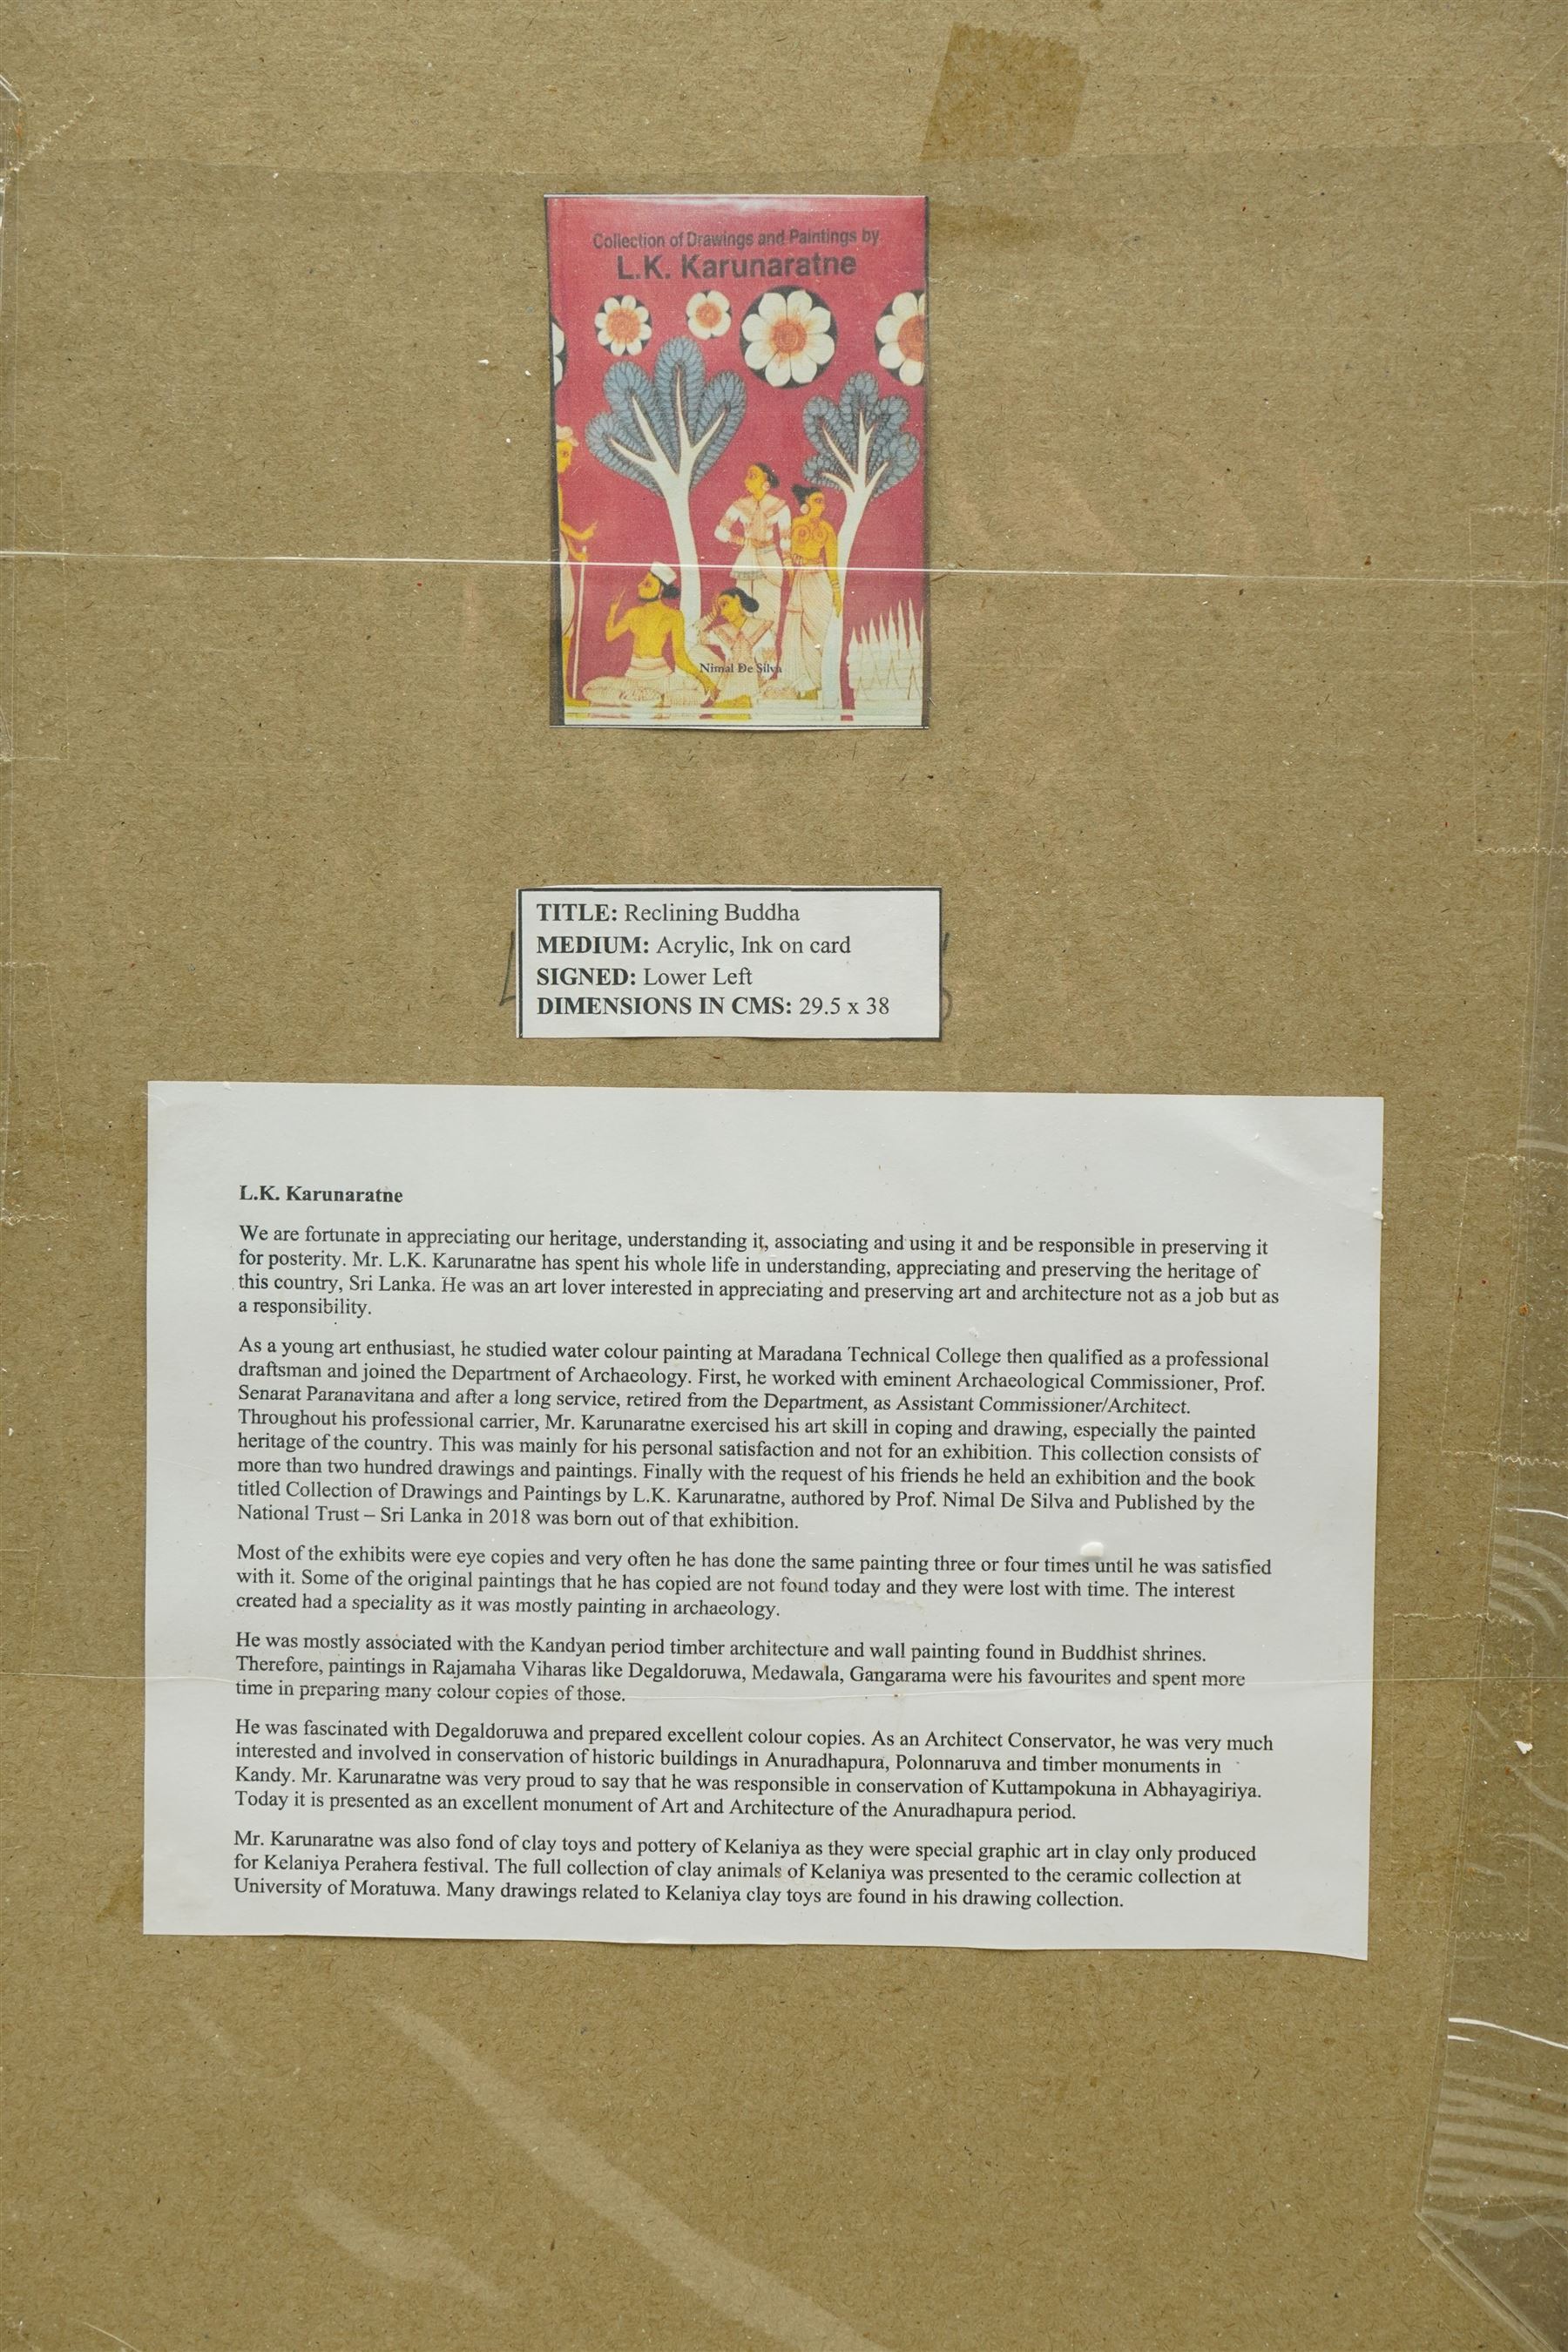 Collection of Drawings and Paintings by
L.K. Karunaratne
Nimal De Silva
TITLE: Reclining Buddha
MEDIUM: Acrylic, Ink on card
SIGNED: Lower Left
DIMENSIONS IN CMS: 29.5 x 38
L.K. Karunaratne
We are fortunate in appreciating our heritage, understanding it, associating and using it and be responsible in preserving it
for posterity. Mr. L.K. Karunaratne has spent his whole life in understanding, appreciating and preserving the heritage of
this country, Sri Lanka. He was an art lover interested in appreciating and preserving art and architecture not as a job but as
a responsibility.
As a young art enthusiast, he studied water colour painting at Maradana Technical College then qualified as a professional
draftsman and joined the Department of Archaeology. First, he worked with eminent Archaeological Commissioner, Prof.
Senarat Paranavitana and after a long service, retired from the Department, as Assistant Commissioner/Architect.
Throughout his professional carrier, Mr. Karunaratne exercised his art skill in coping and drawing, especially the painted
heritage of the country. This was mainly for his personal satisfaction and not for an exhibition. This collection consists of
more than two hundred drawings and paintings. Finally with the request of his friends he held an exhibition and the book
titled Collection of Drawings and Paintings by L.K. Karunaratne, authored by Prof. Nimal De Silva and Published by the
National Trust – Sri Lanka in 2018 was born out of that exhibition.
Most of the exhibits were eye copies and very often he has done the same painting three or four times until he was satisfied
with it. Some of the original paintings that he has copied are not found today and they were lost with time. The interest
created had a speciality as it was mostly painting in archaeology.
He was mostly associated with the Kandyan period timber architecture and wall painting found in Buddhist shrines.
Therefore, paintings in Rajamaha Viharas like Degaldoruwa, Medawala, Gangarama were his favourites and spent more
time in preparing many colour copies of those.
He was fascinated with Degaldoruwa and prepared excellent colour copies. As an Architect Conservator, he was very much
interested and involved in conservation of historic buildings in Anuradhapura, Polonnaruva and timber monuments in
Kandy. Mr. Karunaratne was very proud to say that he was responsible in conservation of Kuttampokuna in Abhayagiriya.
Today it is presented as an excellent monument of Art and Architecture of the Anuradhapura period.
Mr. Karunaratne was also fond of clay toys and pottery of Kelaniya as they were special graphic art in clay only produced
for Kelaniya Perahera festival. The full collection of clay animals of Kelaniya was presented to the ceramic collection at
University of Moratuwa. Many drawings related to Kelaniya clay toys are found in his drawing collection.